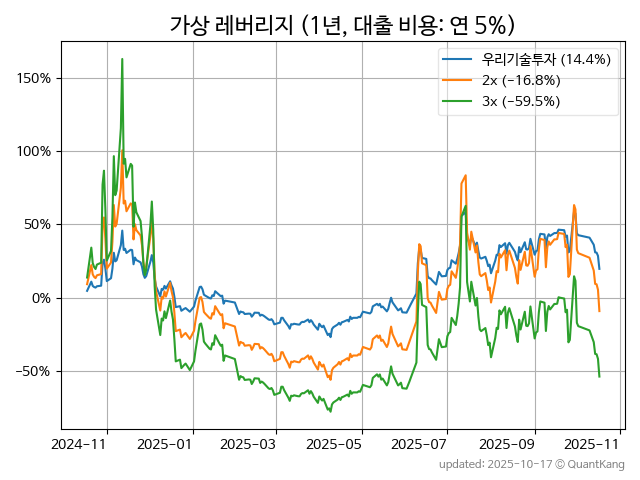 가상 레버리지 (1년, 대출 비용: 연 5%)
우리기술투자 (14.4%)
2x (−16.8%)
3x (−59.5%)
150%
100%
50%
0%
−50%
2024-11 2025-01 2025-03 2025-05 2025-07 2025-09 2025-11
updated: 2025-10-17 © QuantKang